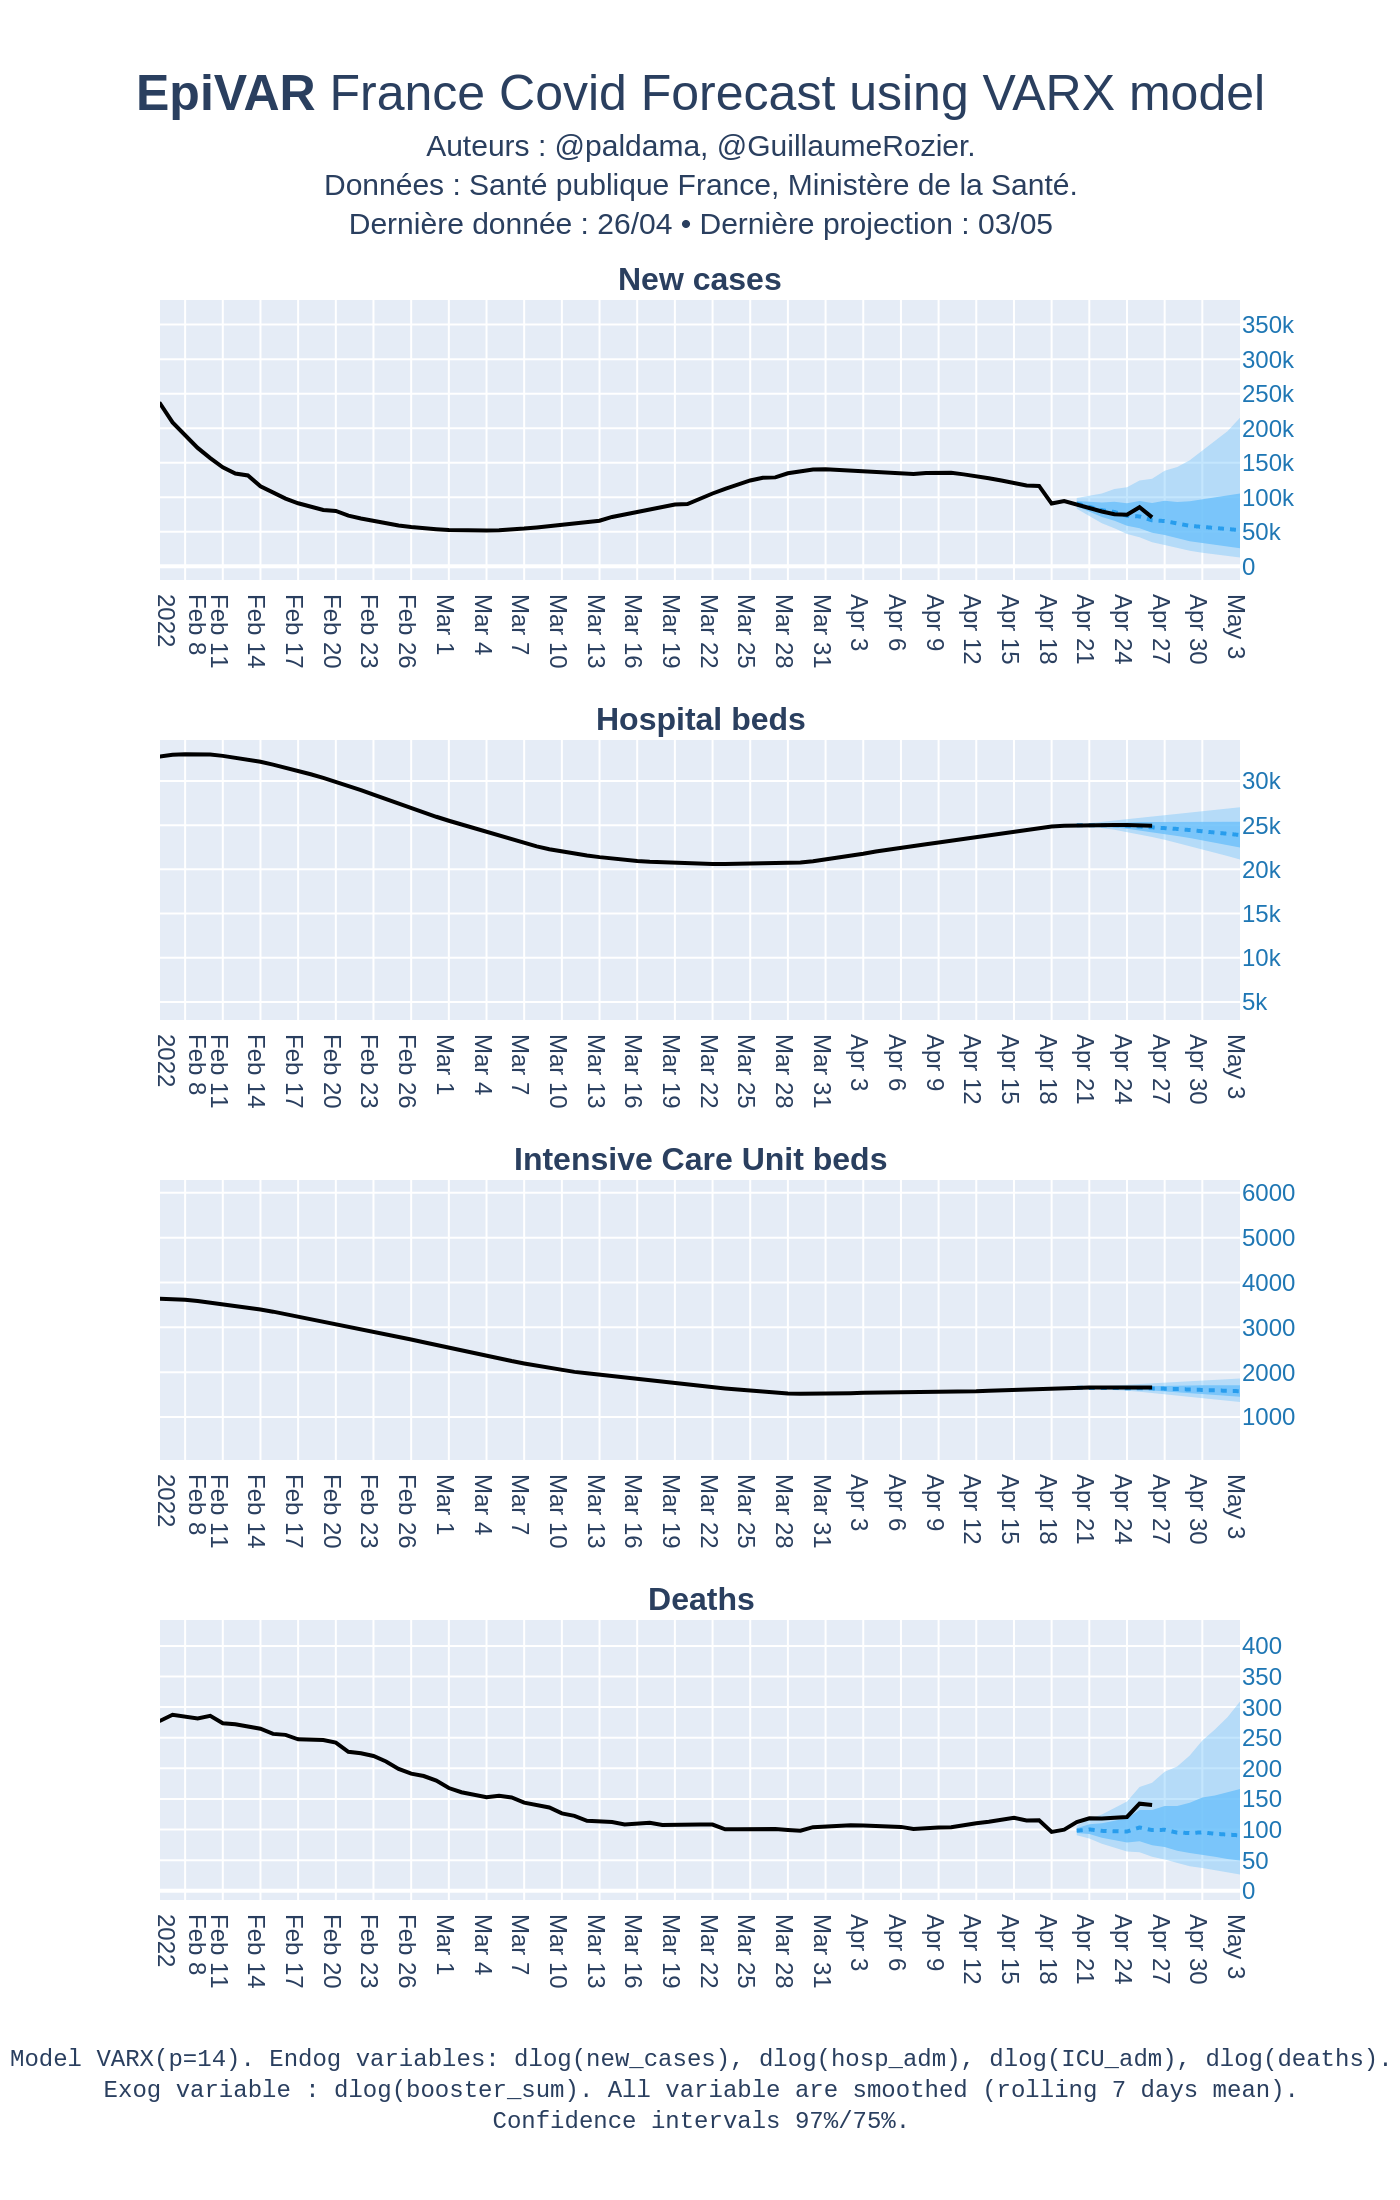 EpiVAR France Covid Forecast using VARX model
Auteurs : @paldama, @GuillaumeRozier.
Données : Santé publique France, Ministère de la Santé.
Dernière donnée : 26/04 • Dernière projection : 03/05
New cases
350k
300k
250k
200k
150k
100k
50k
0
2022
Feb 8
Feb 11
Feb 14
Feb 17
Feb 20
Feb 23
Feb 26
Mar 1
Mar 4
Mar 7
Mar 10
Mar 13
Mar 16
Mar 19
Mar 22
Mar 25
Mar 28
Mar 31
Apr 3
Apr 6
Apr 9
Apr 12
Apr 15
Apr 18
Apr 21
Apr 24
Apr 27
Apr 30
May 3
Hospital beds
30k
25k
20k
15k
10k
5k
2022
Feb 8
Feb 11
Feb 14
Feb 17
Feb 20
Feb 23
Feb 26
Mar 1
Mar 4
Mar 7
Mar 10
Mar 13
Mar 16
Mar 19
Mar 22
Mar 25
Mar 28
Mar 31
Apr 3
Apr 6
Apr 9
Apr 12
Apr 15
Apr 18
Apr 21
Apr 24
Apr 27
Apr 30
May 3
Intensive Care Unit beds
6000
5000
4000
3000
2000
1000
2022
Feb 8
Feb 11
Feb 14
Feb 17
Feb 20
Feb 23
Feb 26
Mar 1
Mar 4
Mar 7
Mar 10
Mar 13
Mar 16
Mar 19
Mar 22
Mar 25
Mar 28
Mar 31
Apr 3
Apr 6
Apr 9
Apr 12
Apr 15
Apr 18
Apr 21
Apr 24
Apr 27
Apr 30
May 3
Deaths
400
350
300
250
200
150
100
50
0
2022
Feb 8
Feb 11
Feb 14
Feb 17
Feb 20
Feb 23
Feb 26
Mar 1
Mar 4
Mar 7
Mar 10
Mar 13
Mar 16
Mar 19
Mar 22
Mar 25
Mar 28
Mar 31
Apr 3
Apr 6
Apr 9
Apr 12
Apr 15
Apr 18
Apr 21
Apr 24
Apr 27
Apr 30
May 3
Model VARX(p=14). Endog variables: dlog(new_cases), dlog(hosp_adm), dlog(ICU_adm), dlog(deaths).
Exog variable : dlog(booster_sum). All variable are smoothed (rolling 7 days mean).
Confidence intervals 97%/75%.